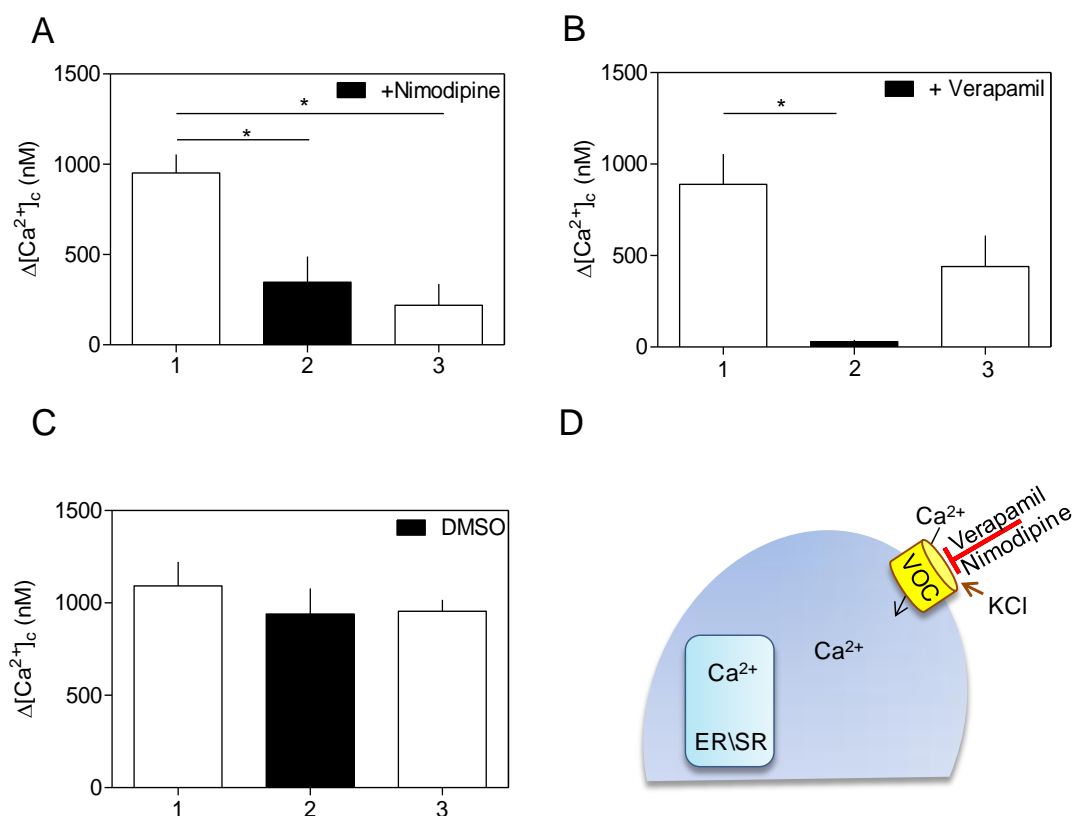 A
1500
1000
500
0
Δ[Ca²⁺]c (nM)
+Nimodipine
*
*
1 2 3
B
1500
1000
500
0
Δ[Ca²⁺]c (nM)
+ Verapamil
*
1 2 3
C
1500
1000
500
0
Δ[Ca²⁺]c (nM)
DMSO
1 2 3
D
Ca²⁺
Verapamil
Nimodipine
VOC
KCl
Ca²⁺
Ca²⁺
ER\SR